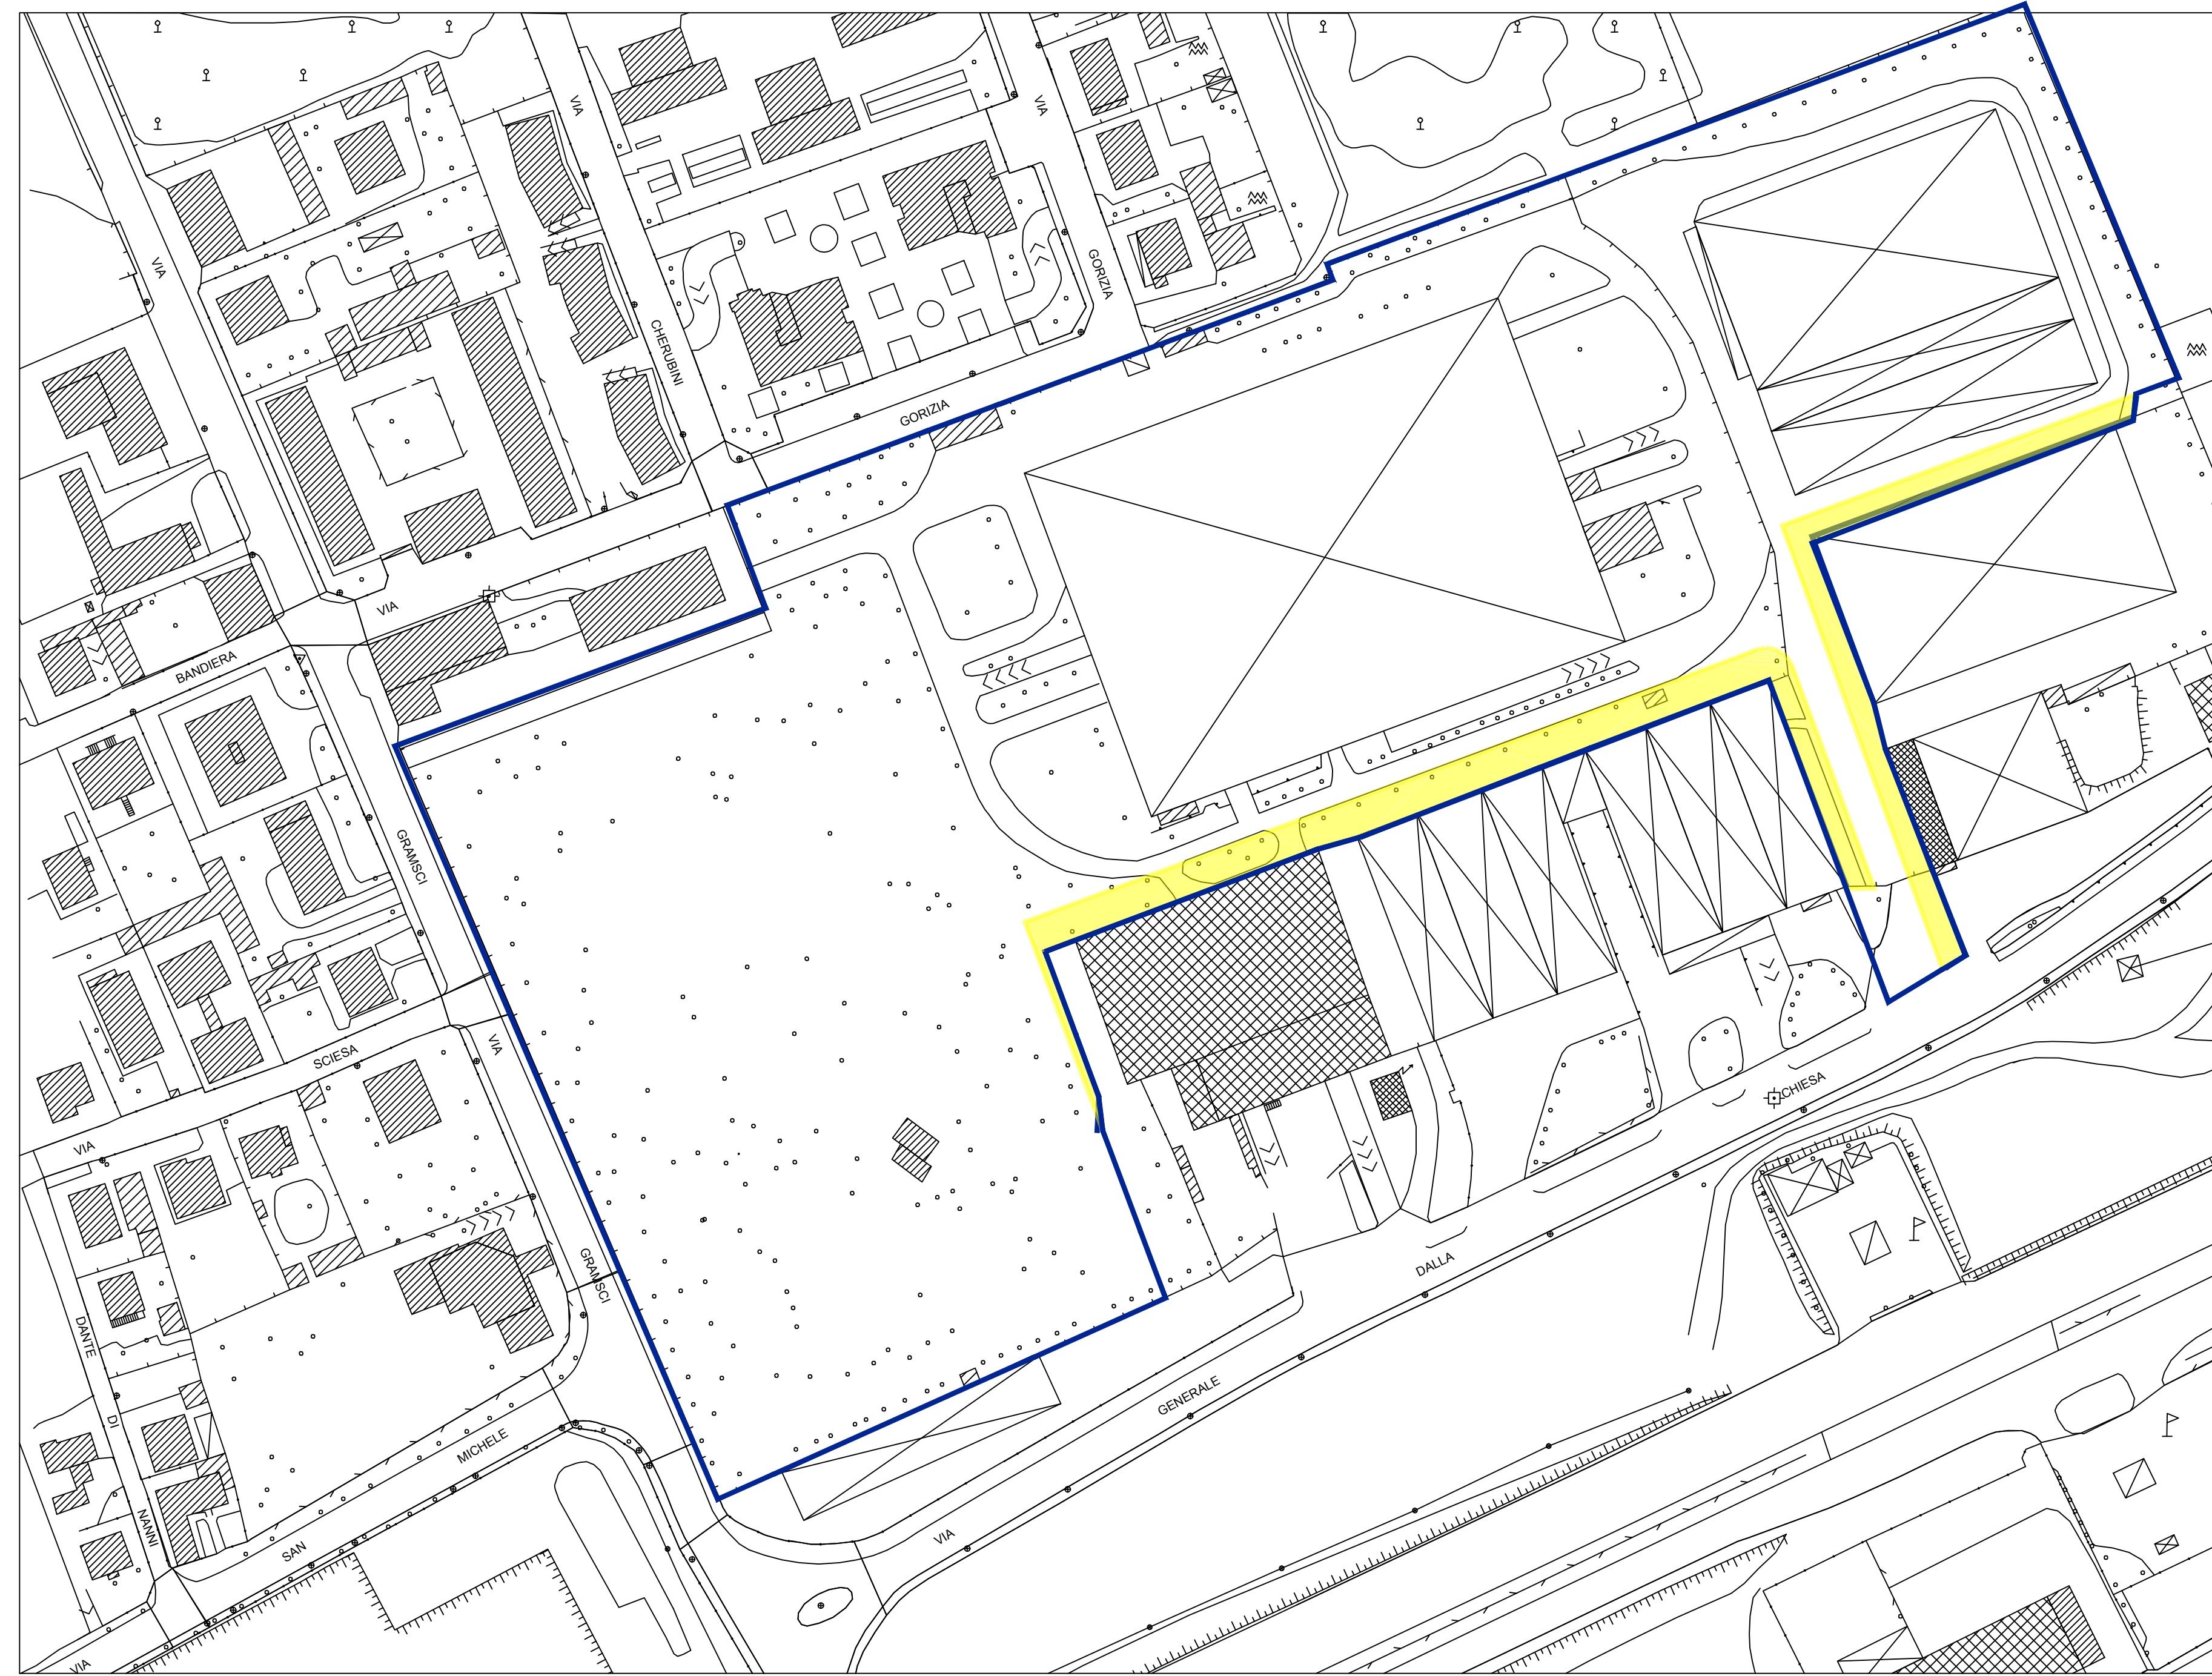 VIA
VIA
VIA
GORIZIA
CHERUBINI
GORIZIA
VIA
BANDIERA
GRAMSCI
VIA
SCIESA
VIA
CHIESA
DALLA
GRAMSCI
DANTE
GENERALE
DI
MICHELE
NANNI
SAN
VIA
VIA